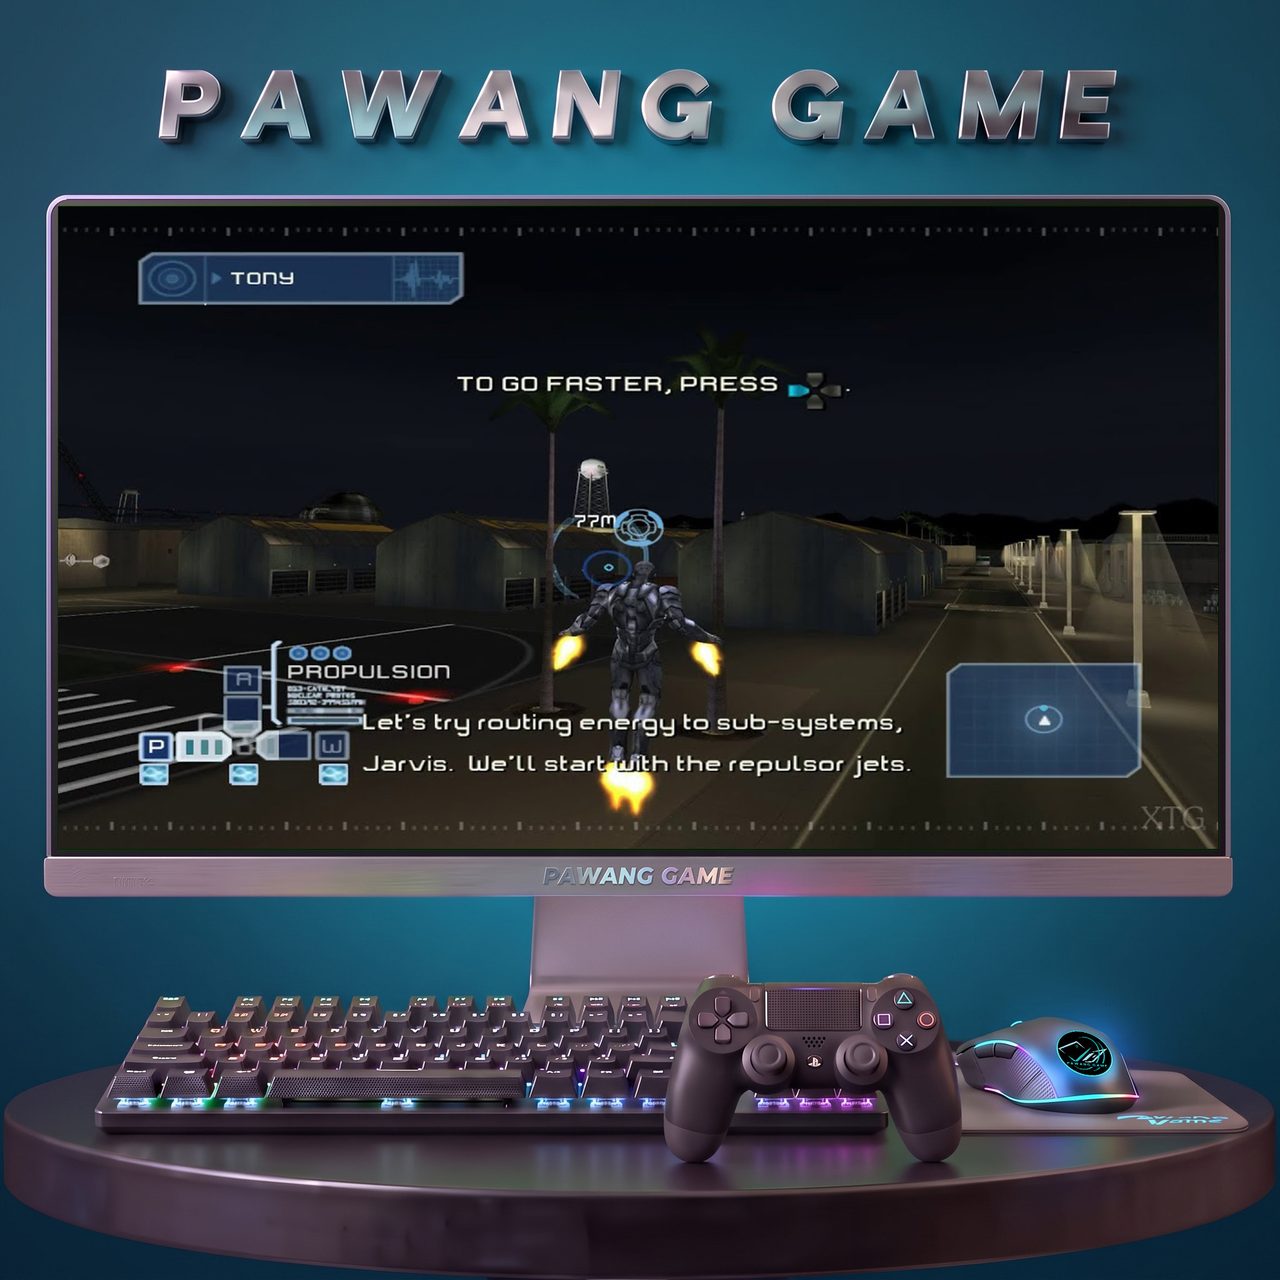 PAWANG GAME
TONY
TO GO FASTER, PRESS .
77M
A
PROPULSION
P
W
Let's try routing energy to sub-systems,
Jarvis. We'll start with the repulsor jets.
XTG
PAWANG GAME